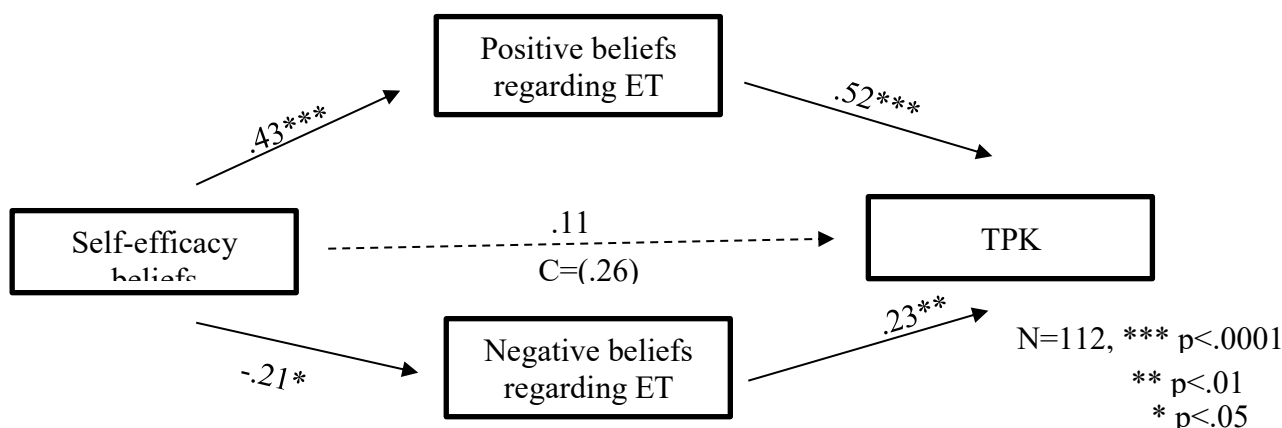 Positive beliefs
regarding ET
.43***
.52***
Self-efficacy
beliefs
.11
C=(.26)
TPK
-.21*
Negative beliefs
regarding ET
.23**
N=112, *** p<.0001
** p<.01
* p<.05